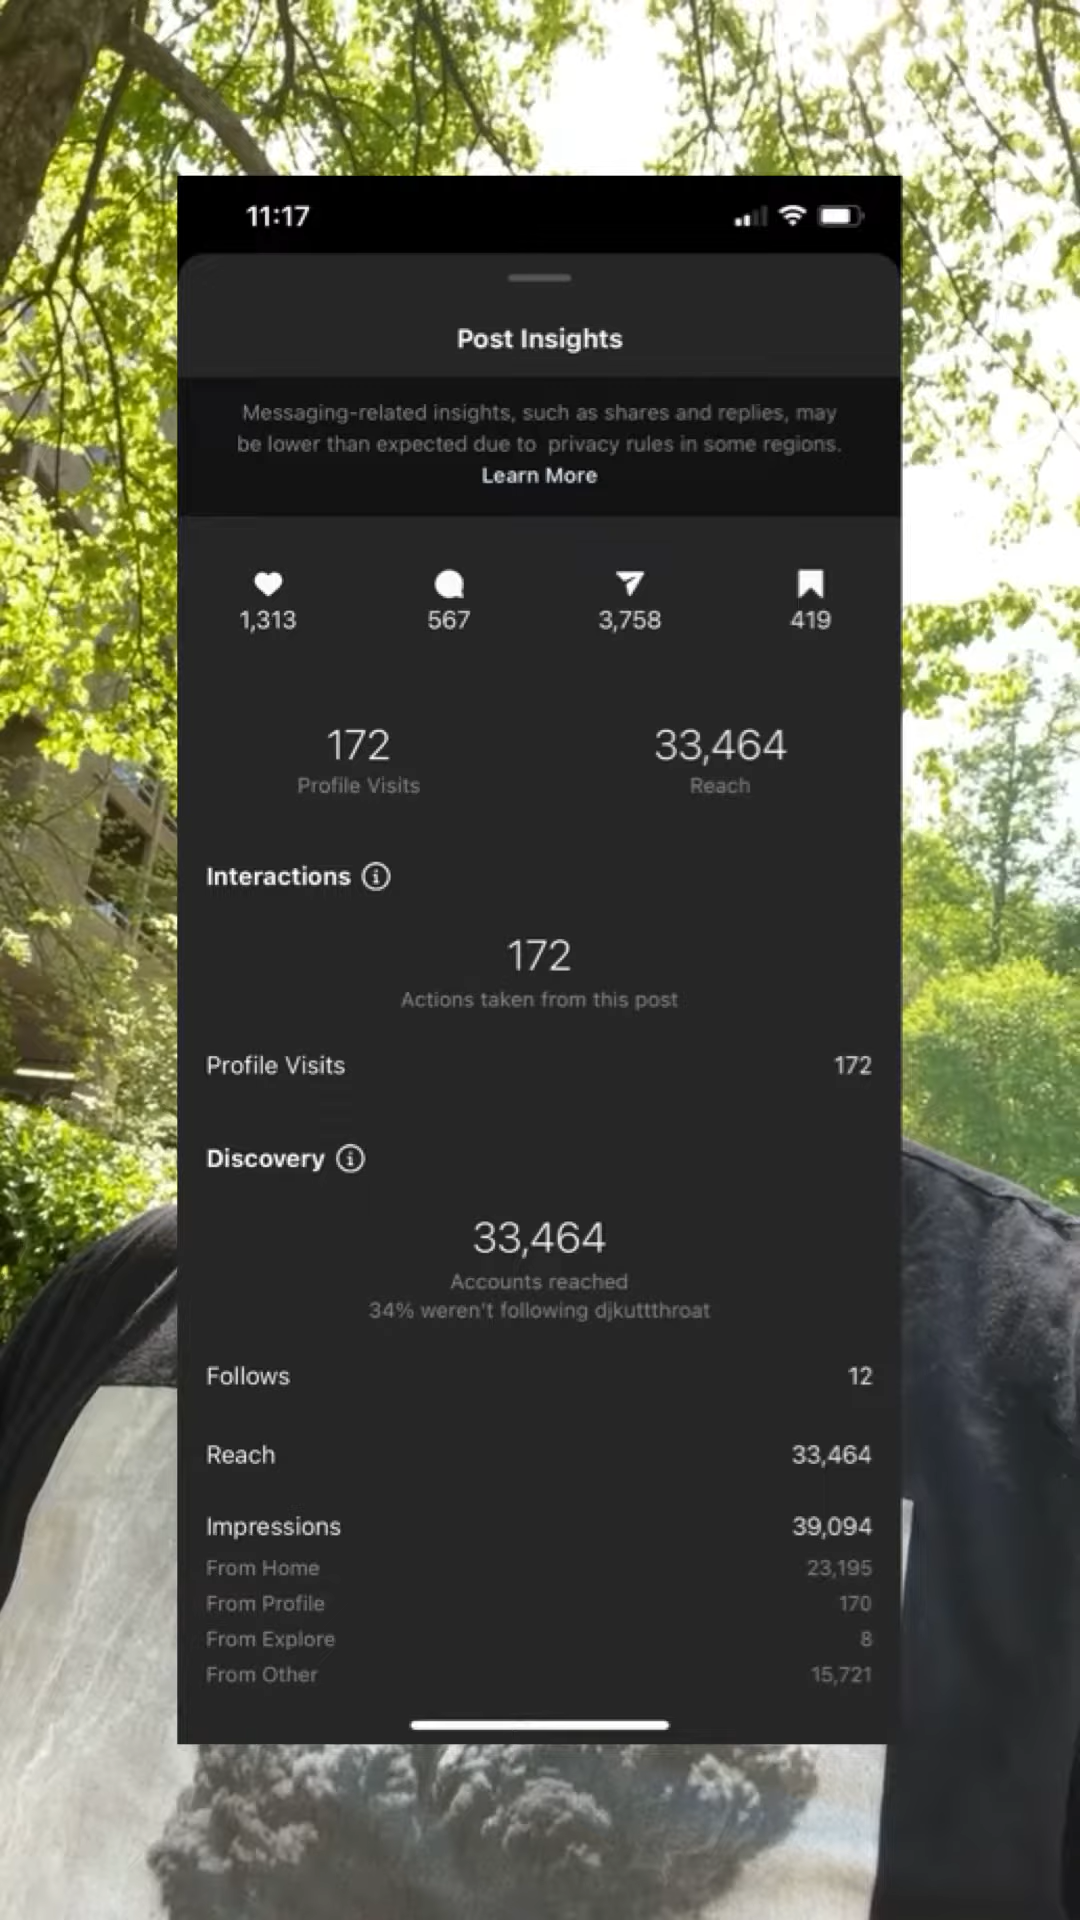 11:17
Post Insights
Messaging-related insights, such as shares and replies, may
be lower than expected due to privacy rules in some regions.
Learn More
1,313 567 3,758 419
172 33,464
Profile Visits Reach
Interactions
172
Actions taken from this post
Profile Visits 172
Discovery
33,464
Accounts reached
34% weren't following djkuttthroat
Follows 12
Reach 33,464
Impressions 39,094
From Home 23,195
From Profile 170
From Explore 8
From Other 15,721